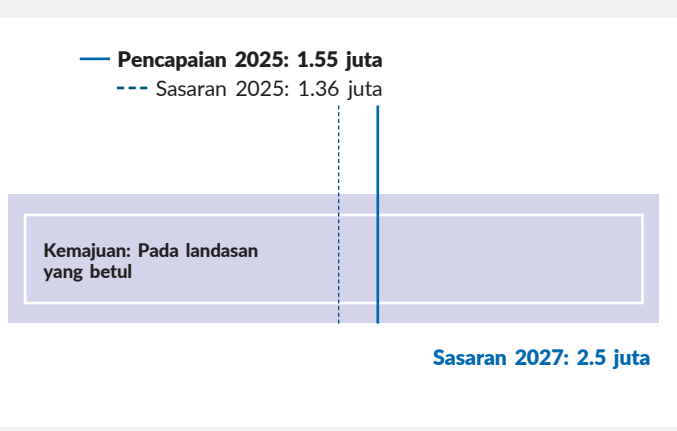 Pencapaian 2025: 1.55 juta
Sasaran 2025: 1.36 juta
Kemajuan: Pada landasan
yang betul
Sasaran 2027: 2.5 juta